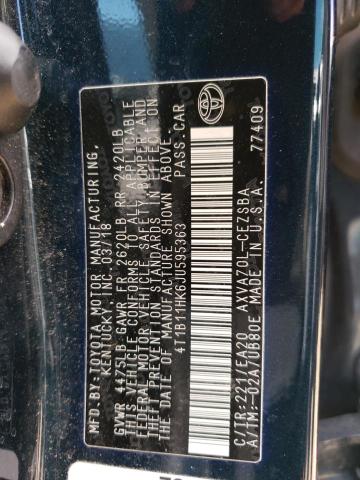 MFD.BY:TOYOTA MOTOR MANUFACTURING,
KENTUCKY, INC. 03/18
GVWR 4475LB GAWR FR 2620LB RR 2420LB
THIS VEHICLE CONFORMS TO ALL APPLICABLE
FEDERAL MOTOR VEHICLE SAFETY,BUMPER,AND
THEFT PREVENTION STANDARDS IN EFFECT ON
THE DATE OF MANUFACTURE SHOWN ABOVE.
4T1B11HK6JU595363 PASS.CAR
C/TR:221/EA20 AXVA70L-CEZSBA
A/TM:-02A/UB80E MADE IN U.S.A.
77409